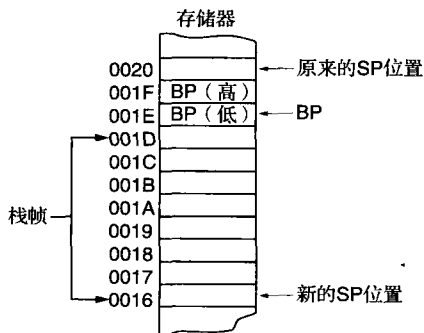 存储器
0020 原来的SP位置
001F BP（高）
001E BP（低） BP
001D
001C
001B
001A
栈帧
0019
0018
0017
0016 新的SP位置